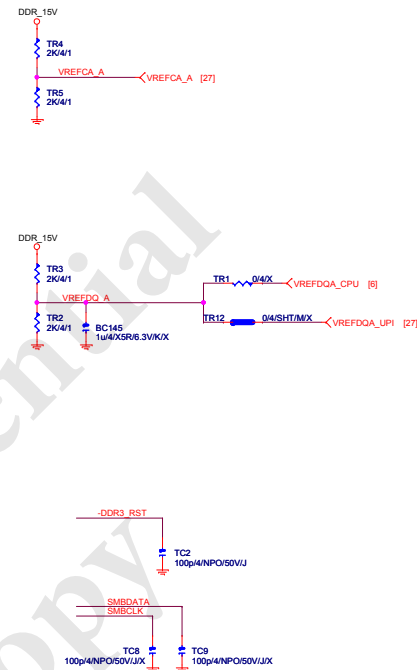 DDR_15V
TR4
2K/4/1
VREFCA_A
VREFCA_A [27]
TR5
2K/4/1
DDR_15V
TR3
2K/4/1
TR1 0/4/X
VREFDQA_CPU [6]
VREFDQ_A
TR2
2K/4/1
BC145
1u/4/X5R/6.3V/K/X
TR12 0/4/SHT/M/X
VREFDQA_UPI [27]
-DDR3_RST
TC2
100p/4/NPO/50V/J
SMBDATA
SMBCLK
TC8
100p/4/NPO/50V/J/X
TC9
100p/4/NPO/50V/J/X
ential
opy